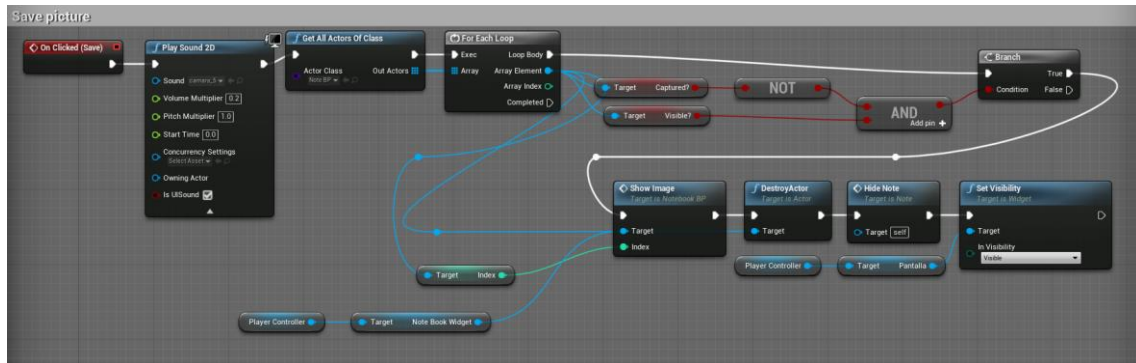 Save picture
On Clicked (Save)
Play Sound 2D
Sound
Volume Multiplier 0.2
Pitch Multiplier 1.0
Start Time 0.0
Concurrency Settings
Select Asset
Owning Actor
Is UISound
Get All Actors Of Class
Actor Class
Note BP
Out Actors
For Each Loop
Exec
Loop Body
Array
Array Element
Array Index
Completed
Target Captured?
NOT
Target Visible?
AND
Add pin +
Branch
True
Condition
False
Show Image
Target is Notebook BP
Target
Index
DestroyActor
Target is Actor
Target
Hide Note
Target is Note
Target self
Set Visibility
Target is Widget
Target
In Visibility
Visible
Player Controller
Target Pantalla
Target Index
Player Controller
Target Note Book Widget